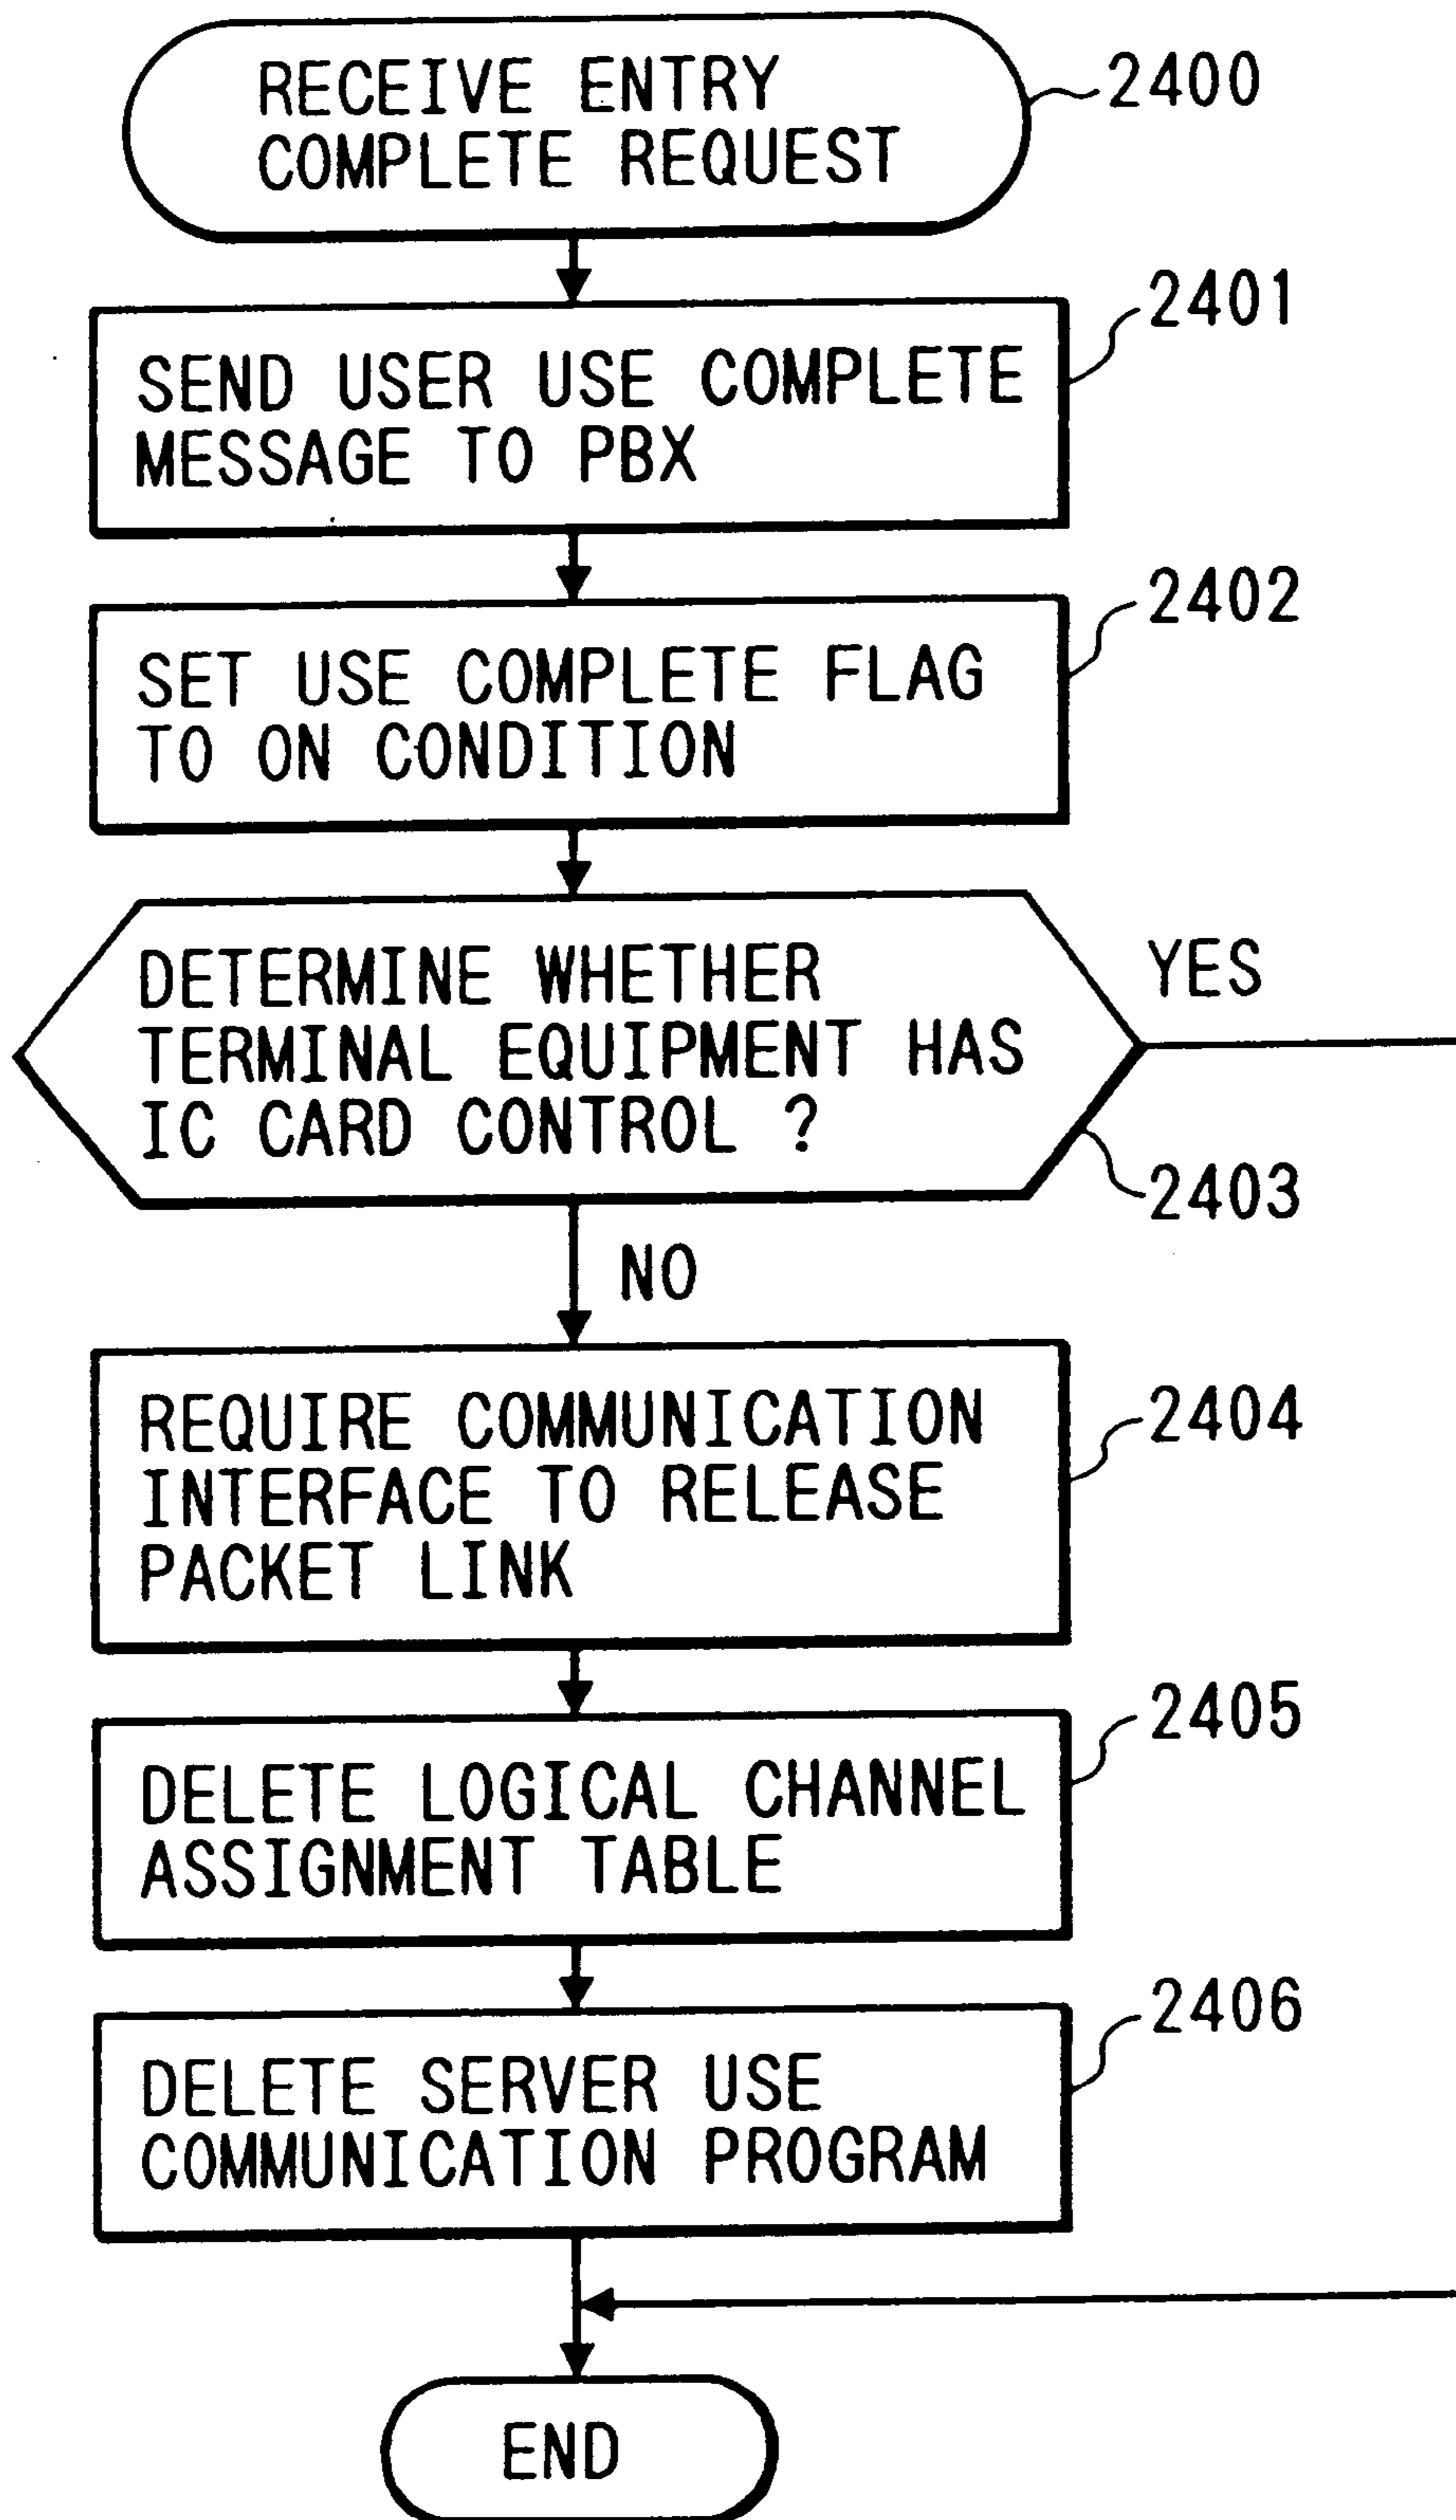 RECEIVE ENTRY
COMPLETE REQUEST
2400
SEND USER USE COMPLETE
MESSAGE TO PBX
2401
SET USE COMPLETE FLAG
TO ON CONDITION
2402
DETERMINE WHETHER
TERMINAL EQUIPMENT HAS
IC CARD CONTROL ?
YES
2403
NO
REQUIRE COMMUNICATION
INTERFACE TO RELEASE
PACKET LINK
2404
DELETE LOGICAL CHANNEL
ASSIGNMENT TABLE
2405
DELETE SERVER USE
COMMUNICATION PROGRAM
2406
END